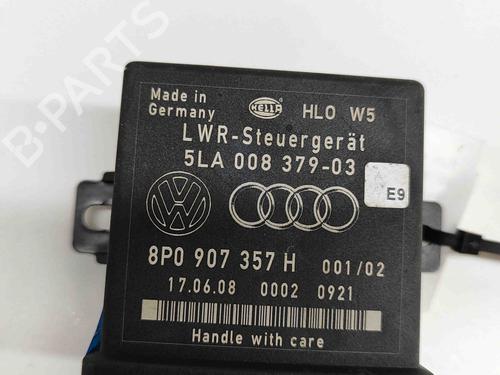 Made in
Germany
HELLA
HLO W5
LWR-Steuergerät
5LA 008 379-03
A
E9
8P0 907 357 H 001/02
17.06.08 0002 0921
Handle with care
B-PARTS